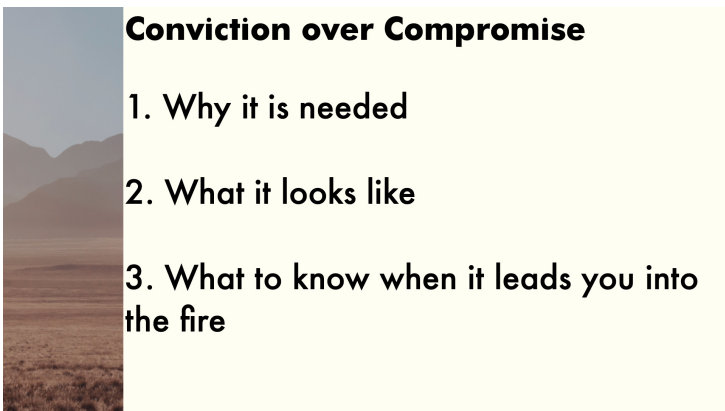 Conviction over Compromise
1. Why it is needed
2. What it looks like
3. What to know when it leads you into
the fire